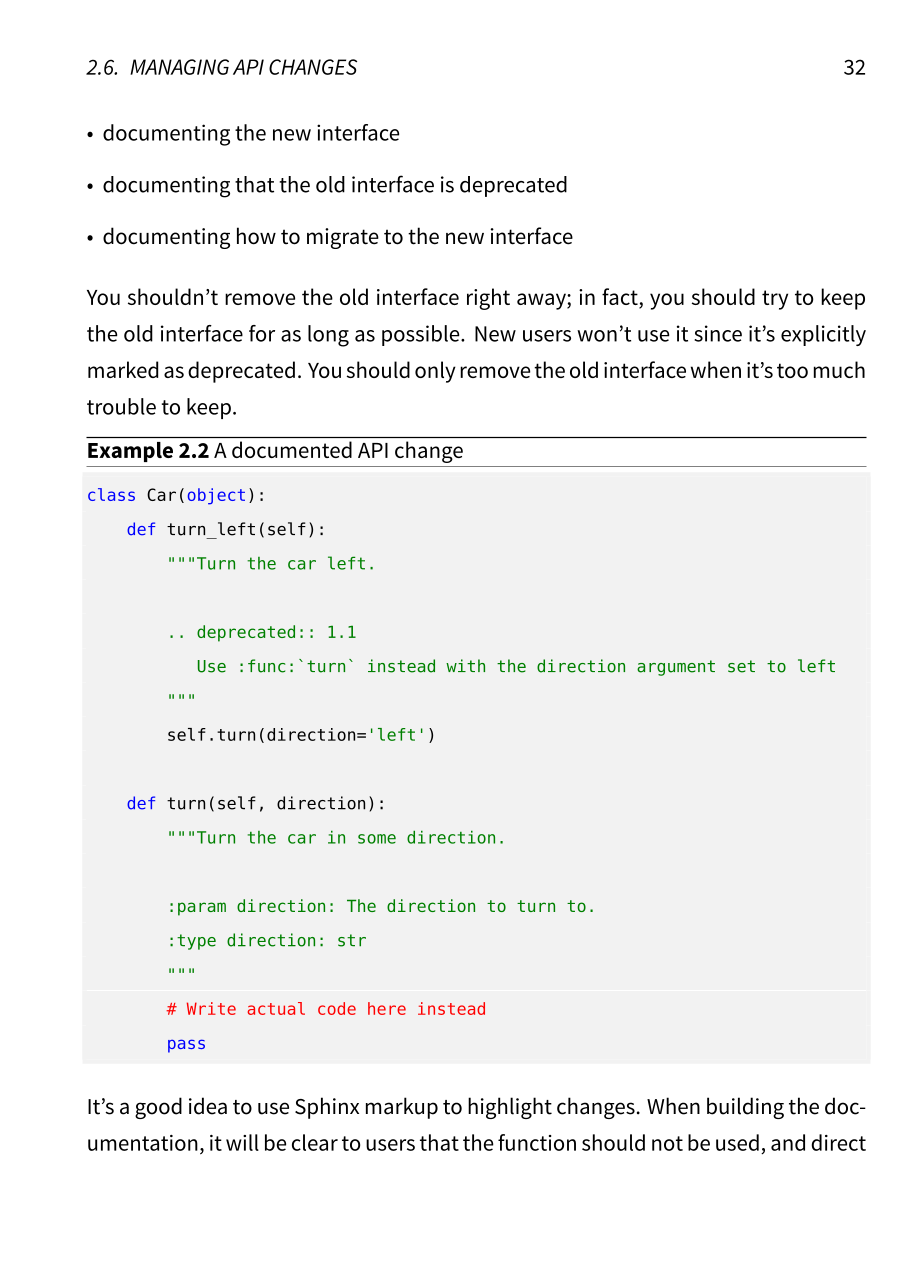 2.6. MANAGING API CHANGES 32
• documenting the new interface
• documenting that the old interface is deprecated
• documenting how to migrate to the new interface
You shouldn’t remove the old interface right away; in fact, you should try to keep
the old interface for as long as possible. New users won’t use it since it’s explicitly
marked as deprecated. You should only remove the old interface when it’s too much
trouble to keep.
Example 2.2 A documented API change
class Car(object):
    def turn_left(self):
        """Turn the car left.
        .. deprecated:: 1.1
           Use :func:`turn` instead with the direction argument set to left
        """
        self.turn(direction='left')
    def turn(self, direction):
        """Turn the car in some direction.
        :param direction: The direction to turn to.
        :type direction: str
        """
        # Write actual code here instead
        pass
It’s a good idea to use Sphinx markup to highlight changes. When building the doc-
umentation, it will be clear to users that the function should not be used, and direct